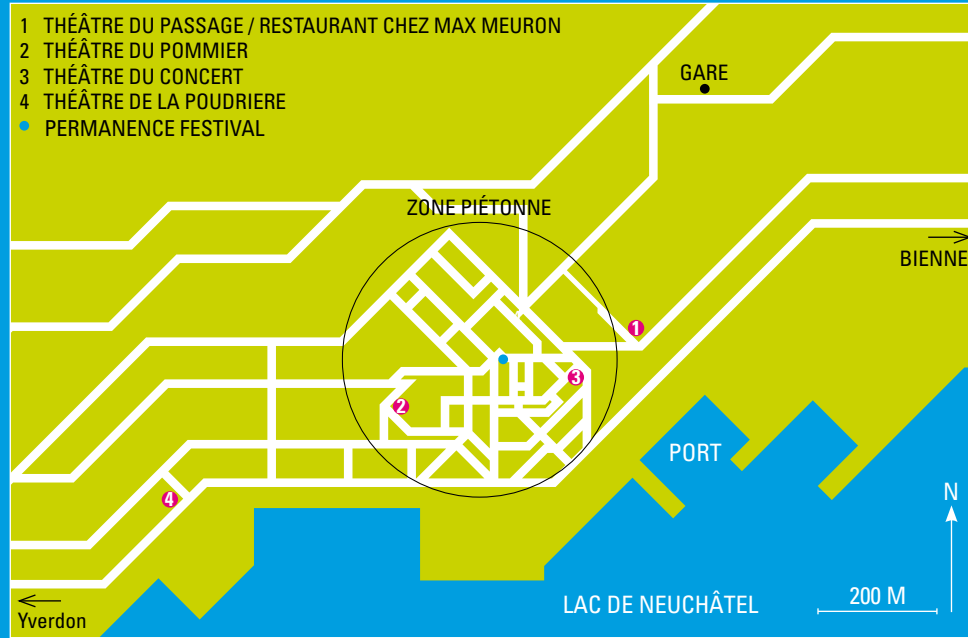 1 THÉÂTRE DU PASSAGE / RESTAURANT CHEZ MAX MEURON
2 THÉÂTRE DU POMMIER
3 THÉÂTRE DU CONCERT
4 THÉÂTRE DE LA POUDRIERE
PERMANENCE FESTIVAL
GARE
ZONE PIÉTONNE
BIENNE
1
3
2
PORT
4
N
200 M
LAC DE NEUCHÂTEL
Yverdon